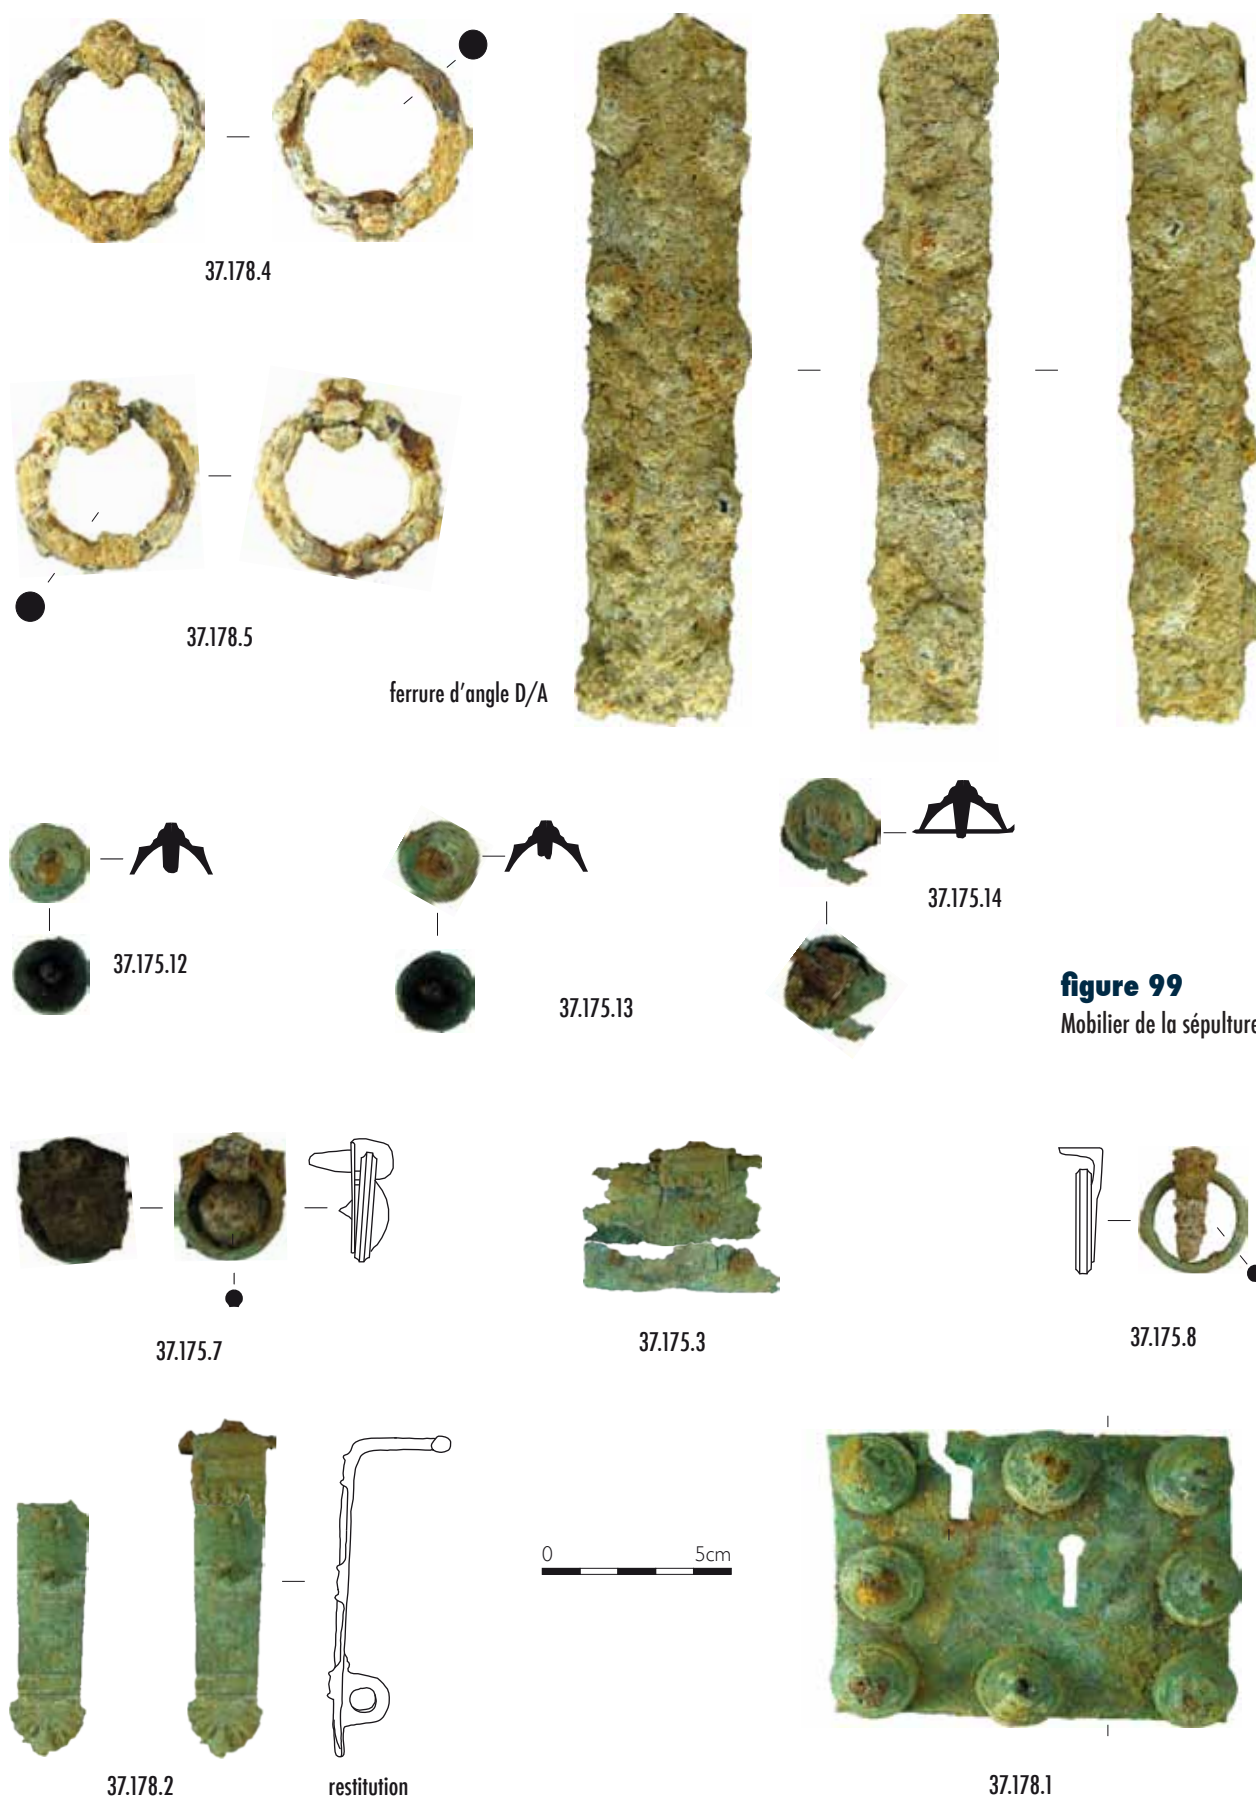 37.178.4
37.178.5
ferrure d'angle D/A
37.175.12
37.175.13
37.175.14
figure 99
Mobilier de la sépulture
37.175.7
37.175.3
37.175.8
0 5cm
37.178.2
restitution
37.178.1